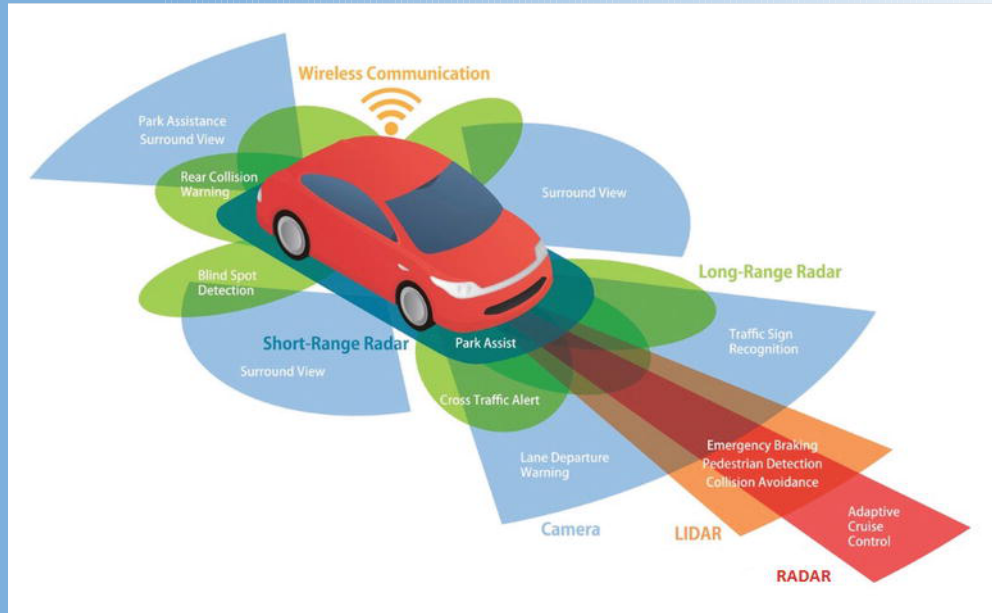 Wireless Communication
Park Assistance
Surround View
Rear Collision
Warning
Surround View
Blind Spot
Detection
Long-Range Radar
Short-Range Radar
Park Assist
Traffic Sign
Recognition
Surround View
Cross Traffic Alert
Lane Departure
Warning
Emergency Braking
Pedestrian Detection
Collision Avoidance
Camera
LIDAR
Adaptive
Cruise
Control
RADAR